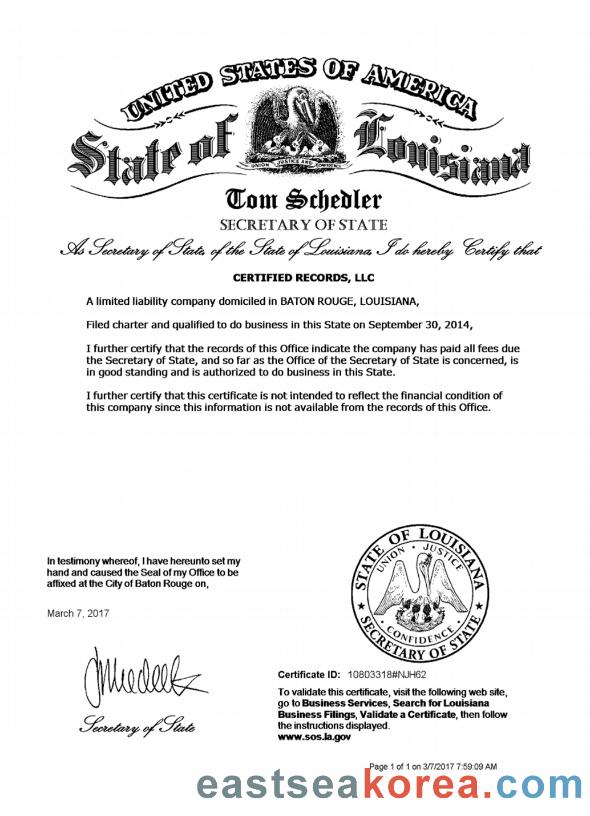 UNITED STATES OF AMERICA
State of Louisiana
UNION JUSTICE AND CONFIDENCE
Tom Schedler
SECRETARY OF STATE
As Secretary of State, of the State of Louisiana, I do hereby Certify that
CERTIFIED RECORDS, LLC
A limited liability company domiciled in BATON ROUGE, LOUISIANA,
Filed charter and qualified to do business in this State on September 30, 2014,
I further certify that the records of this Office indicate the company has paid all fees due
the Secretary of State, and so far as the Office of the Secretary of State is concerned, is
in good standing and is authorized to do business in this State.
I further certify that this certificate is not intended to reflect the financial condition of
this company since this information is not available from the records of this Office.
In testimony whereof, I have hereunto set my
hand and caused the Seal of my Office to be
affixed at the City of Baton Rouge on,
March 7, 2017
Secretary of State
STATE OF LOUISIANA
UNION · JUSTICE
· CONFIDENCE ·
★ SECRETARY OF STATE ★
Certificate ID: 10803318#NJH62
To validate this certificate, visit the following web site,
go to Business Services, Search for Louisiana
Business Filings, Validate a Certificate, then follow
the instructions displayed.
www.sos.la.gov
Page 1 of 1 on 3/7/2017 7:59:09 AM
eastseakorea.com